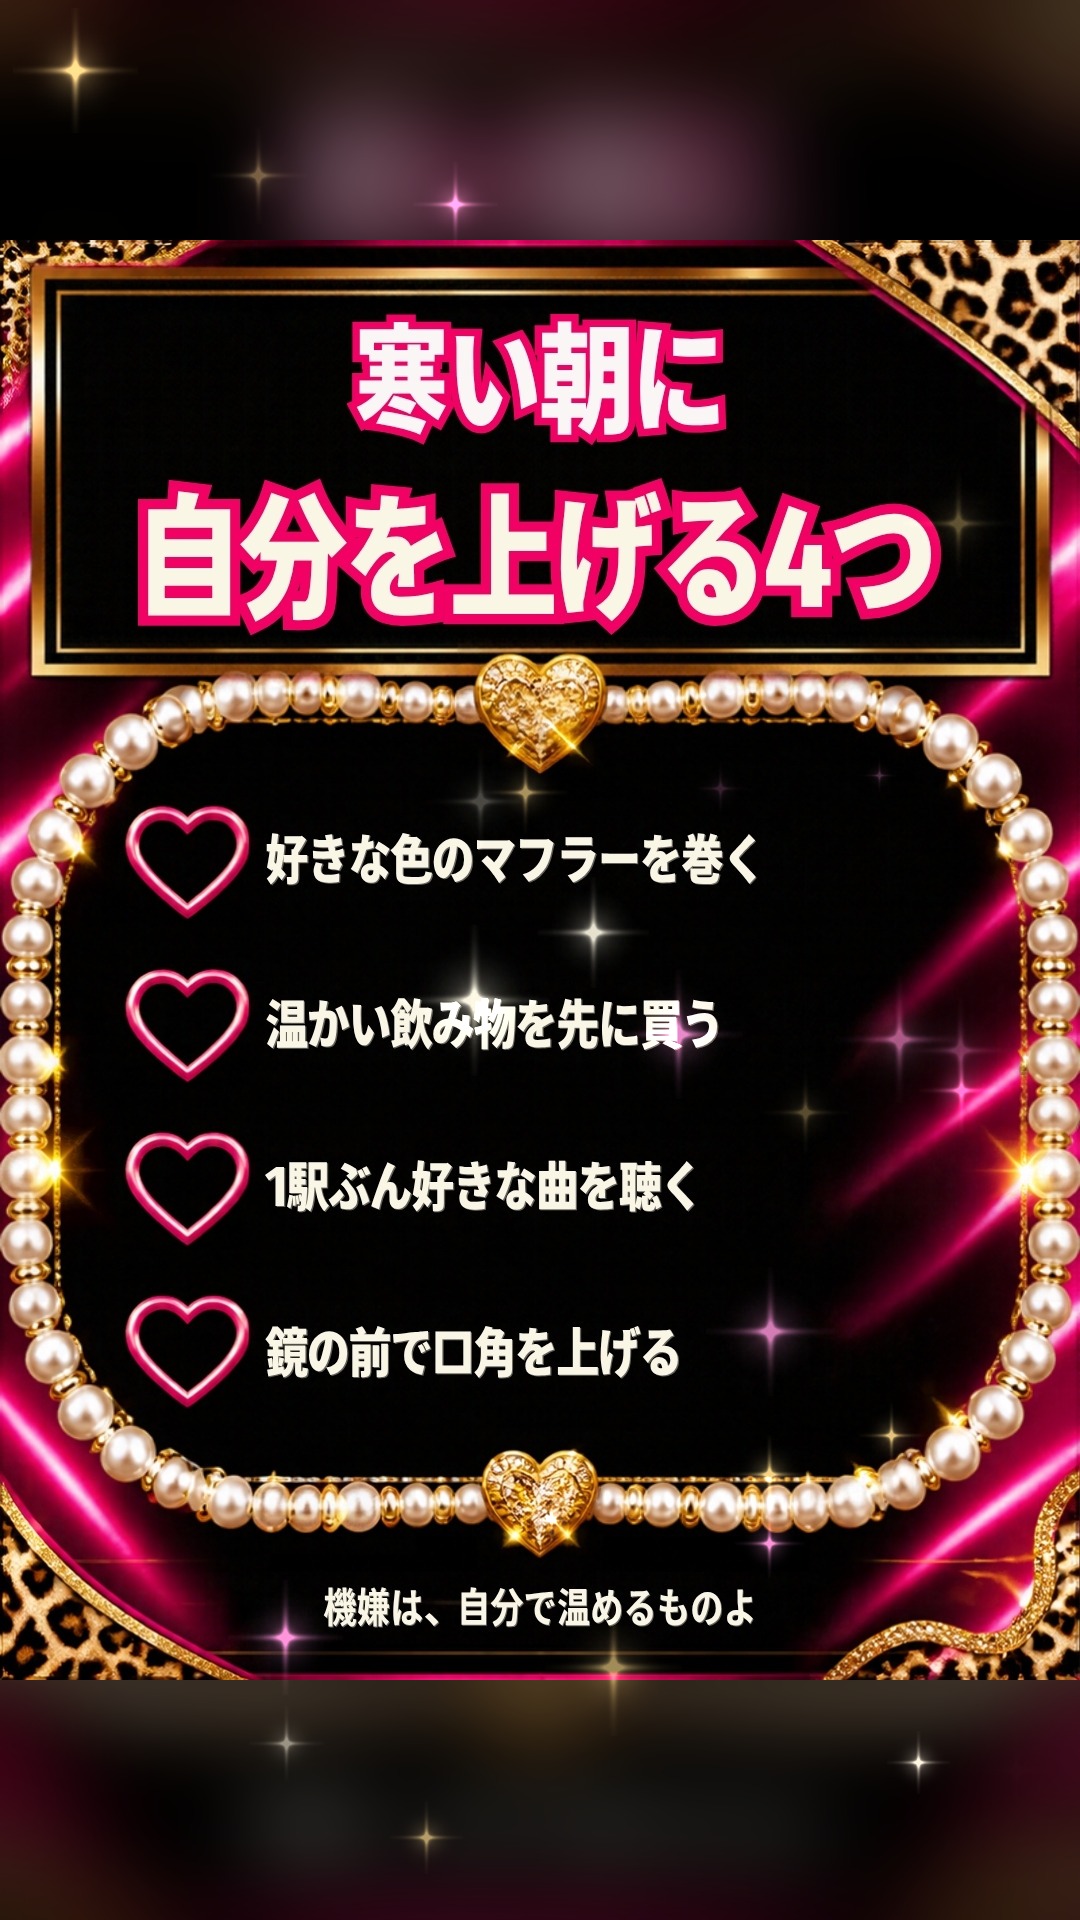 寒い朝に
自分を上げる4つ
好きな色のマフラーを巻く
温かい飲み物を先に買う
1駅ぶん好きな曲を聴く
鏡の前で口角を上げる
機嫌は、自分で温めるものよ